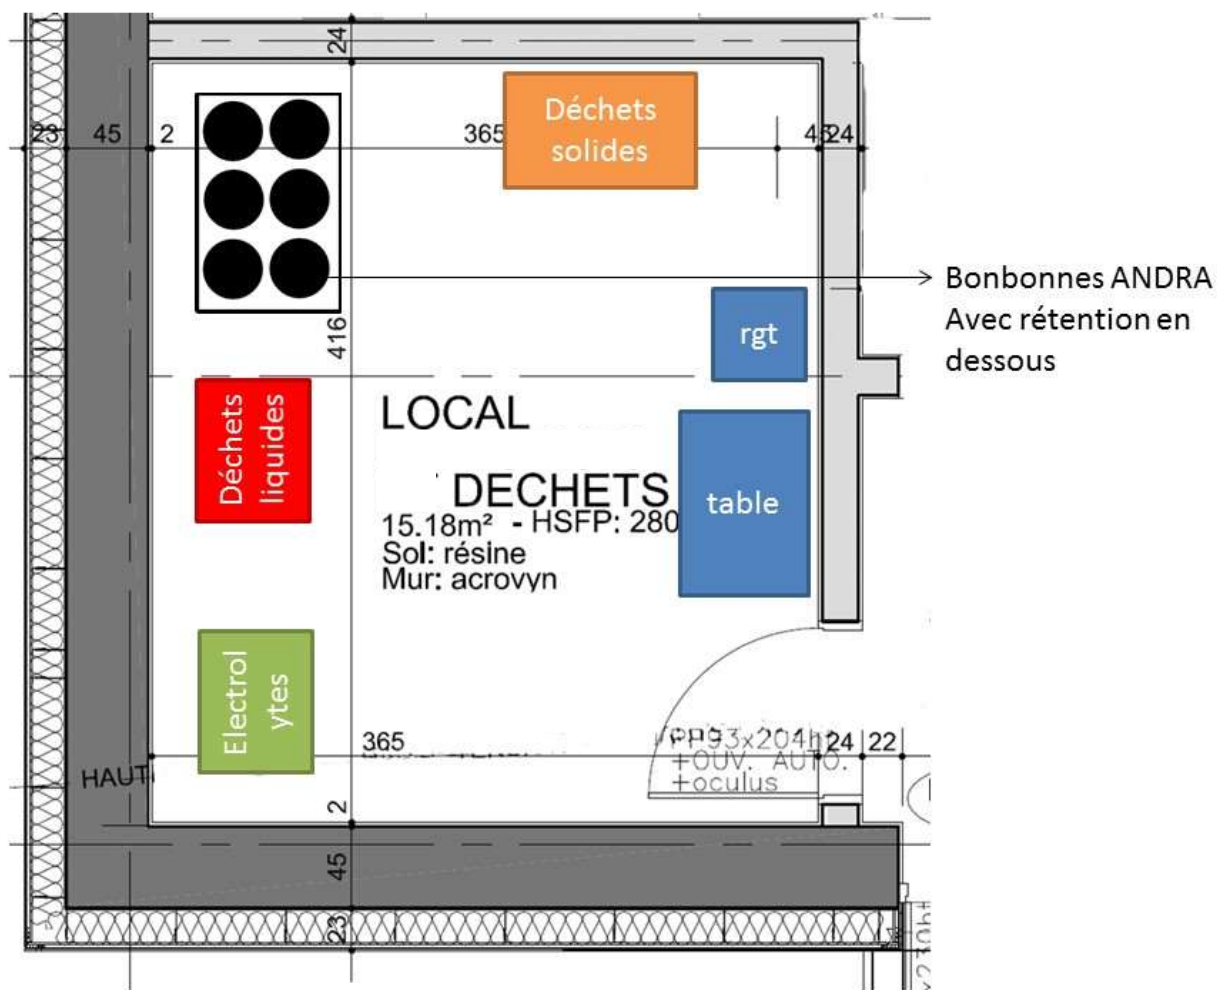 24
Déchets
solides
23
45
2
365
45
24
Bonbonnes ANDRA
Avec rétention en
dessous
rgt
416
Déchets
liquides
LOCAL
DECHETS
15.18m² - HSFP: 280
Sol: résine
Mur: acrovyn
table
Electrol
ytes
365
PP93x204ht
24
22
+OUV. AUTO.
+oculus
HAUT
2
45
23